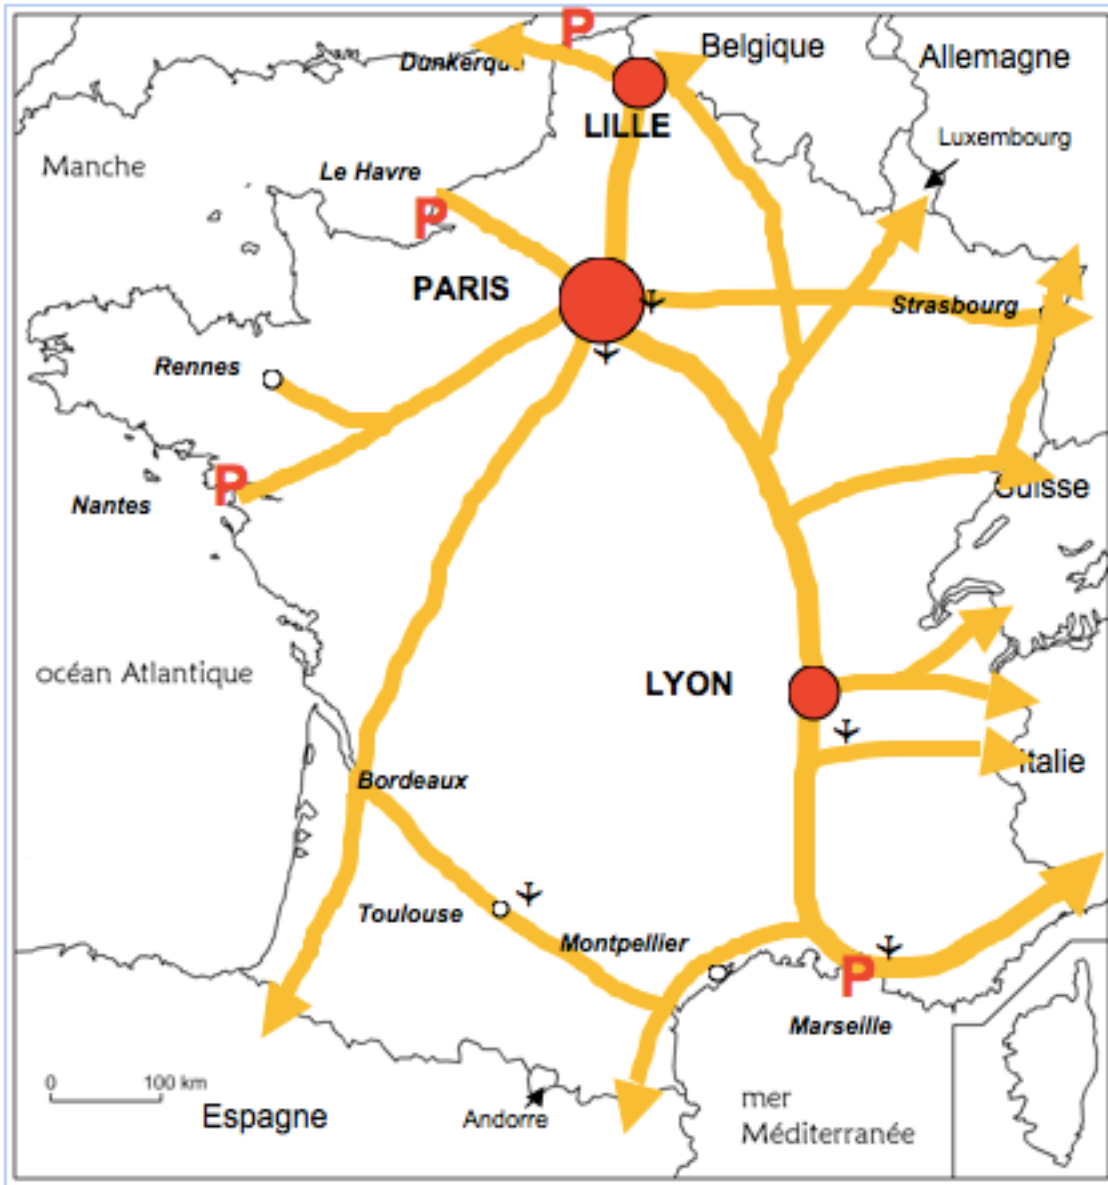 P
Belgique
Allemagne
Dunkerque
LILLE
Luxembourg
Manche
Le Havre
P
PARIS
Strasbourg
Rennes
P
Suisse
Nantes
océan Atlantique
LYON
Italie
Bordeaux
Toulouse
Montpellier
P
Marseille
0 100 km
Espagne
Andorre
mer
Méditerranée